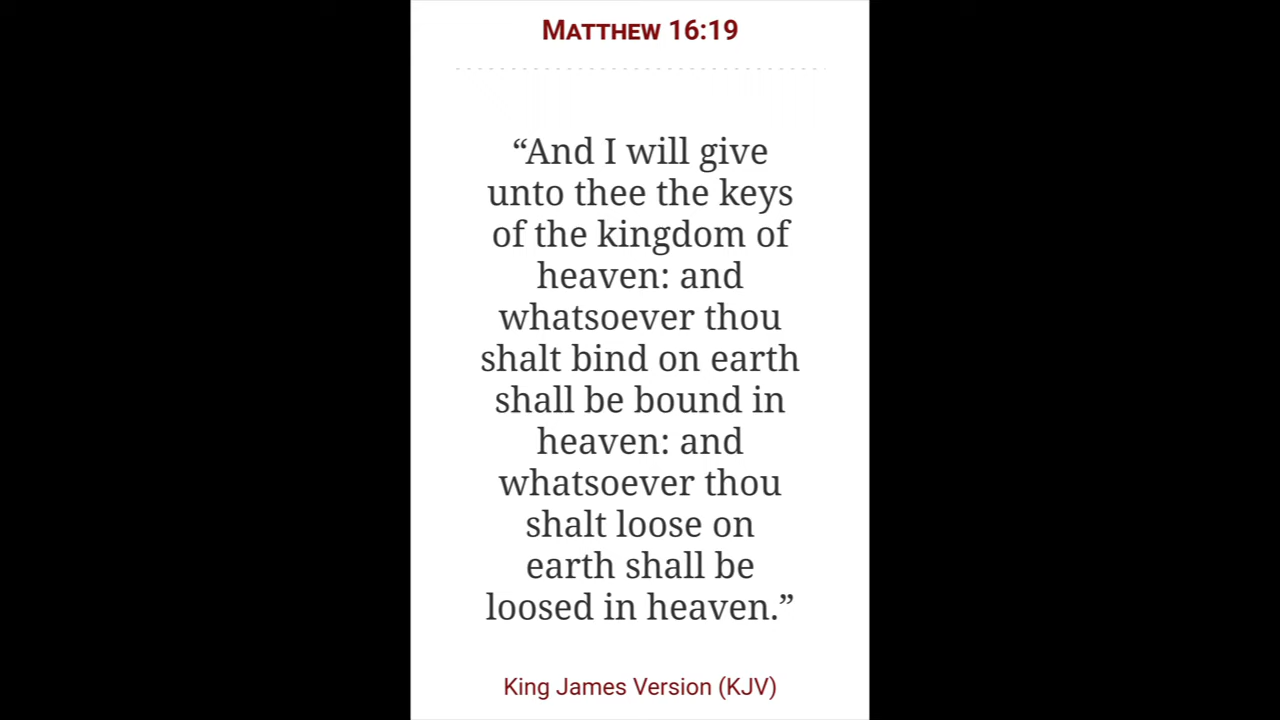 Matthew 16:19
“And I will give
unto thee the keys
of the kingdom of
heaven: and
whatsoever thou
shalt bind on earth
shall be bound in
heaven: and
whatsoever thou
shalt loose on
earth shall be
loosed in heaven.”
King James Version (KJV)